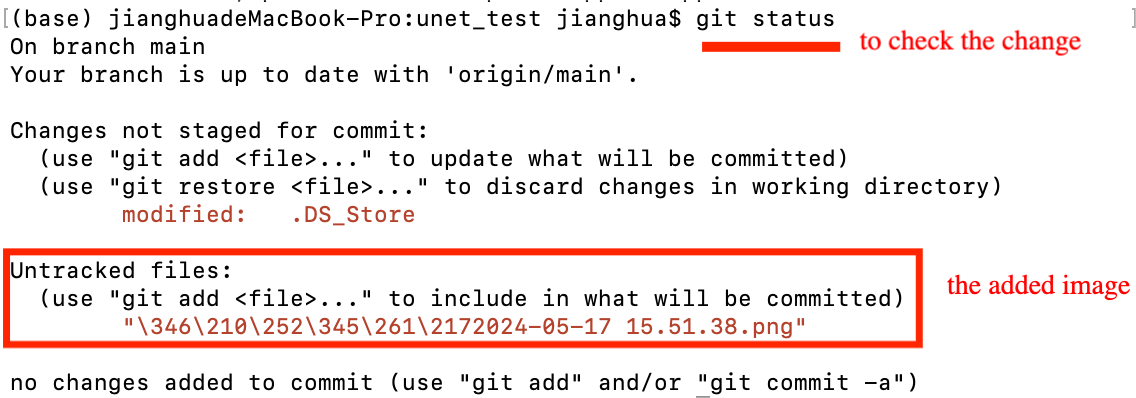 [(base) jianghuadeMacBook-Pro:unet_test jianghua$ git status ]
to check the change
On branch main
Your branch is up to date with 'origin/main'.
Changes not staged for commit:
(use "git add <file>..." to update what will be committed)
(use "git restore <file>..." to discard changes in working directory)
modified: .DS_Store
Untracked files:
(use "git add <file>..." to include in what will be committed)
the added image
"\346\210\252\345\261\2172024-05-17 15.51.38.png"
no changes added to commit (use "git add" and/or "git commit -a")